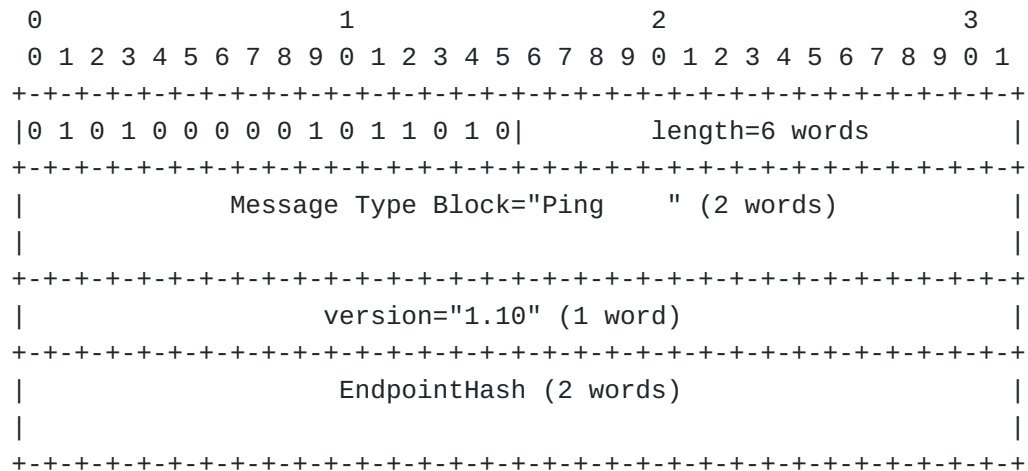 0                   1                   2                   3
 0 1 2 3 4 5 6 7 8 9 0 1 2 3 4 5 6 7 8 9 0 1 2 3 4 5 6 7 8 9 0 1
+-+-+-+-+-+-+-+-+-+-+-+-+-+-+-+-+-+-+-+-+-+-+-+-+-+-+-+-+-+-+-+-+
|0 1 0 1 0 0 0 0 0 1 0 1 1 0 1 0|        length=6 words         |
+-+-+-+-+-+-+-+-+-+-+-+-+-+-+-+-+-+-+-+-+-+-+-+-+-+-+-+-+-+-+-+-+
|             Message Type Block="Ping    " (2 words)           |
|                                                               |
+-+-+-+-+-+-+-+-+-+-+-+-+-+-+-+-+-+-+-+-+-+-+-+-+-+-+-+-+-+-+-+-+
|                   version="1.10" (1 word)                     |
+-+-+-+-+-+-+-+-+-+-+-+-+-+-+-+-+-+-+-+-+-+-+-+-+-+-+-+-+-+-+-+-+
|                    EndpointHash (2 words)                     |
|                                                               |
+-+-+-+-+-+-+-+-+-+-+-+-+-+-+-+-+-+-+-+-+-+-+-+-+-+-+-+-+-+-+-+-+